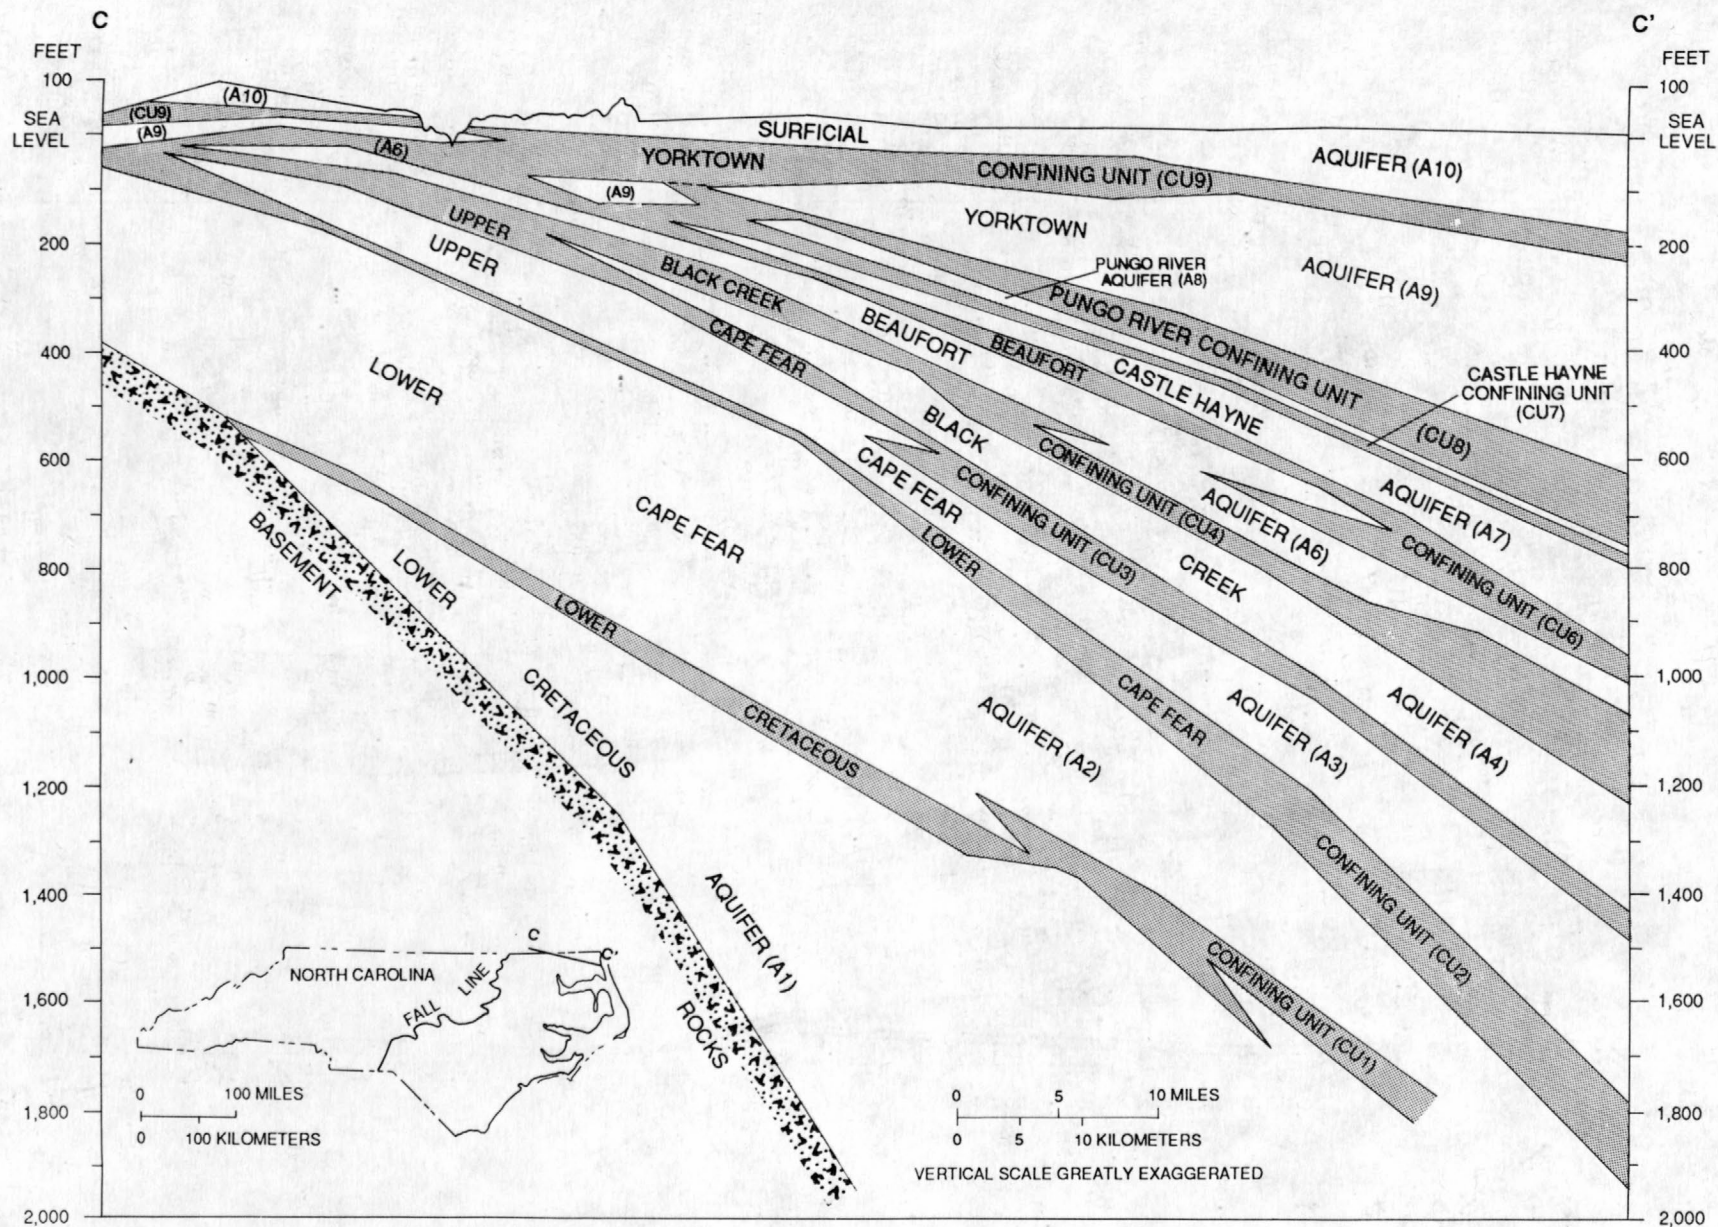 C
C'
FEET
FEET
100
100
SEA
LEVEL
SEA
LEVEL
200
200
400
400
600
600
800
800
1,000
1,000
1,200
1,200
1,400
1,400
1,600
1,600
1,800
1,800
2,000
2,000
(A10)
(CU9)
(A9)
(A6)
SURFICIAL
AQUIFER (A10)
YORKTOWN
CONFINING UNIT (CU9)
(A9)
YORKTOWN
AQUIFER (A9)
PUNGO RIVER
AQUIFER (A8)
PUNGO RIVER CONFINING UNIT
(CU8)
CASTLE HAYNE
CONFINING UNIT
(CU7)
CASTLE HAYNE
AQUIFER (A7)
BEAUFORT
CONFINING UNIT (CU6)
BEAUFORT
AQUIFER (A6)
UPPER
BLACK CREEK
CONFINING UNIT (CU4)
BLACK
CREEK
AQUIFER (A4)
UPPER
CAPE FEAR
CONFINING UNIT (CU3)
CAPE FEAR
AQUIFER (A3)
LOWER
CAPE FEAR
CONFINING UNIT (CU2)
LOWER
CAPE FEAR
AQUIFER (A2)
LOWER
CRETACEOUS
CONFINING UNIT (CU1)
LOWER
CRETACEOUS
AQUIFER (A1)
BASEMENT
ROCKS
C
C'
NORTH CAROLINA
FALL LINE
0 100 MILES
0 100 KILOMETERS
0 5 10 MILES
0 5 10 KILOMETERS
VERTICAL SCALE GREATLY EXAGGERATED